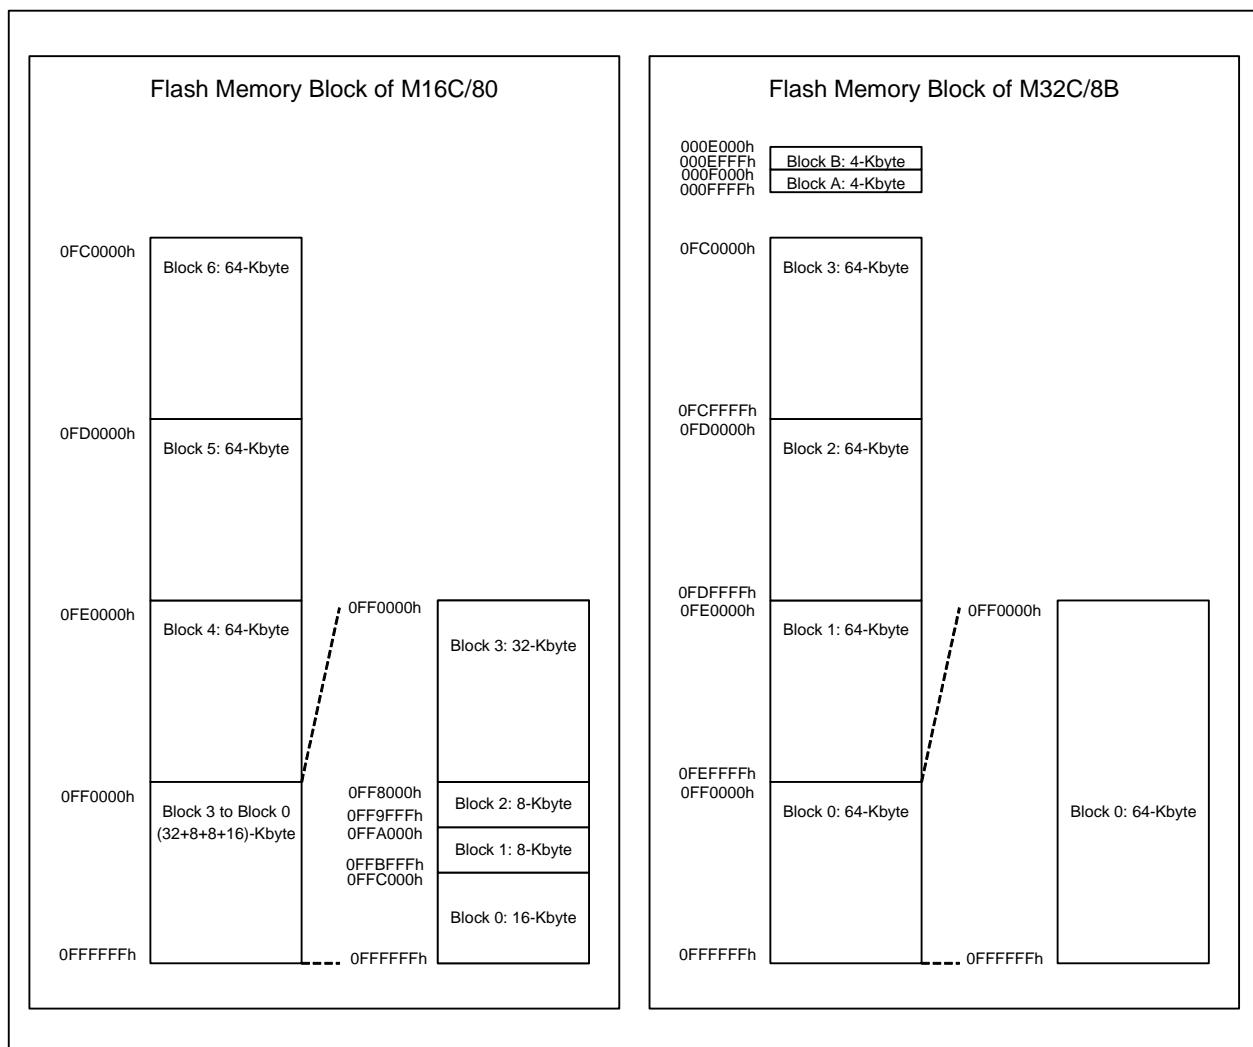 Flash Memory Block of M16C/80
0FC0000h
Block 6: 64-Kbyte
0FD0000h
Block 5: 64-Kbyte
0FE0000h
Block 4: 64-Kbyte
0FF0000h
Block 3 to Block 0
(32+8+8+16)-Kbyte
0FFFFFFh
0FF0000h
Block 3: 32-Kbyte
0FF8000h
Block 2: 8-Kbyte
0FF9FFFh
0FFA000h
Block 1: 8-Kbyte
0FFBFFFh
0FFC000h
Block 0: 16-Kbyte
0FFFFFFh
Flash Memory Block of M32C/8B
000E000h
000EFFFh
Block B: 4-Kbyte
000F000h
000FFFFh
Block A: 4-Kbyte
0FC0000h
Block 3: 64-Kbyte
0FCFFFFh
0FD0000h
Block 2: 64-Kbyte
0FDFFFFh
0FE0000h
Block 1: 64-Kbyte
0FEFFFFh
0FF0000h
Block 0: 64-Kbyte
0FFFFFFh
0FF0000h
Block 0: 64-Kbyte
0FFFFFFh